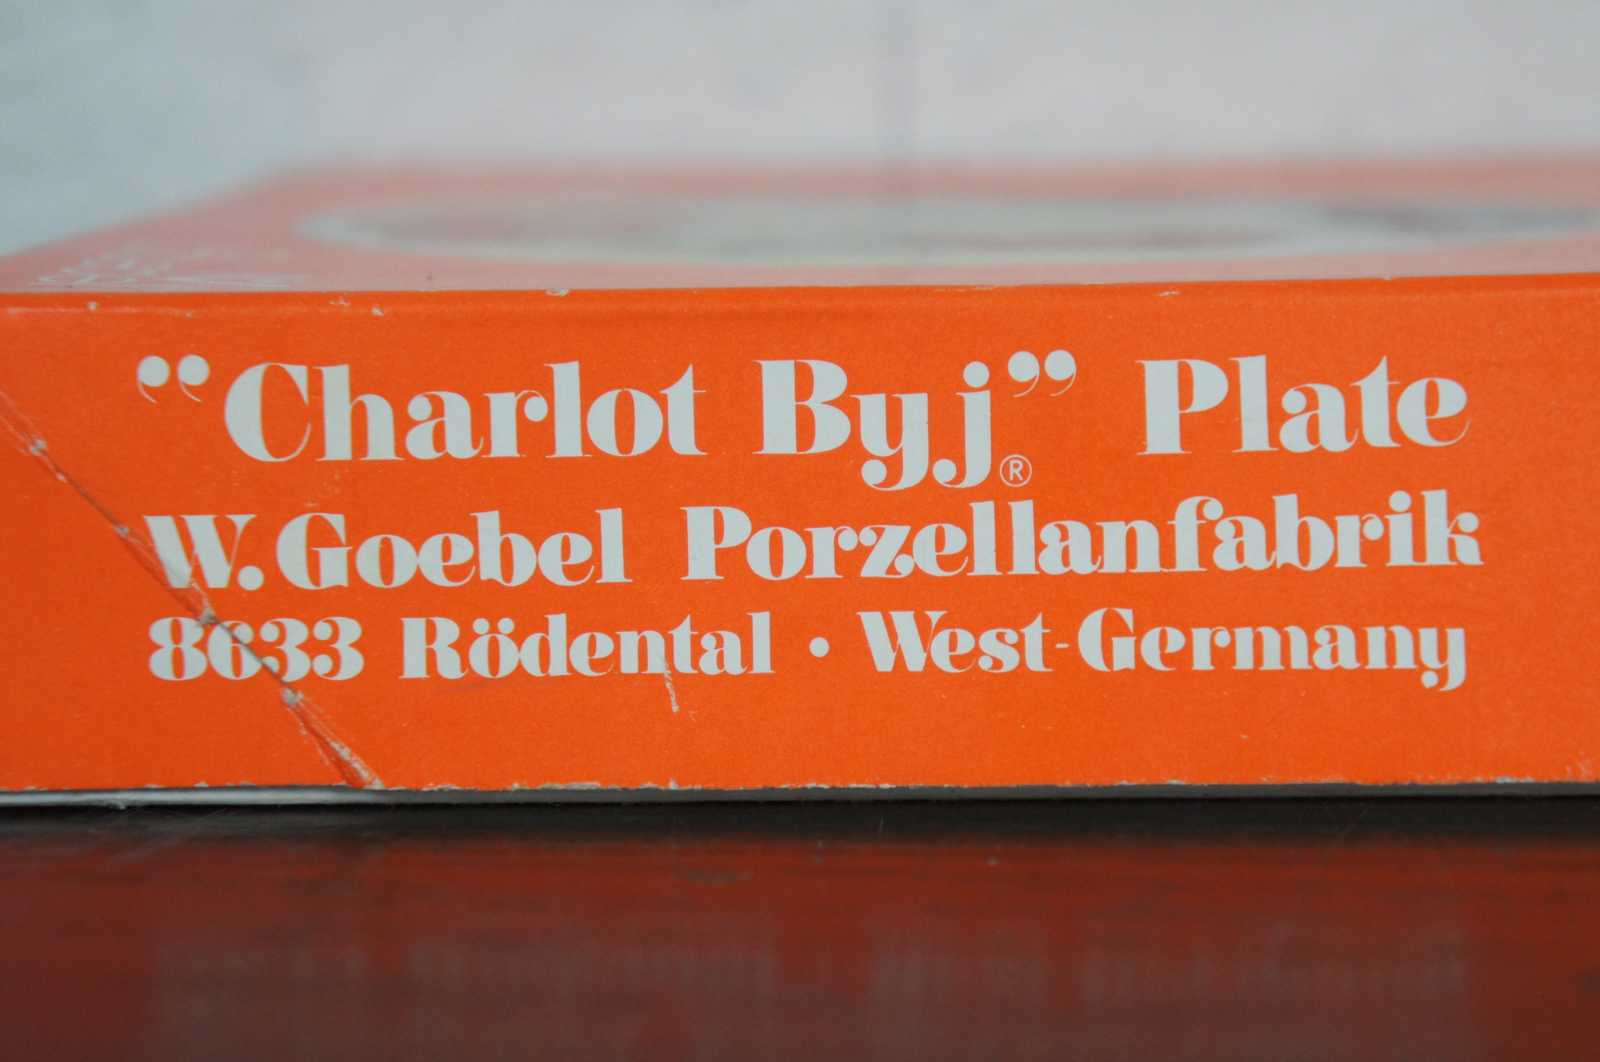 “Charlot Byj” Plate
®
W. Goebel Porzellanfabrik
8633 Rödental • West-Germany